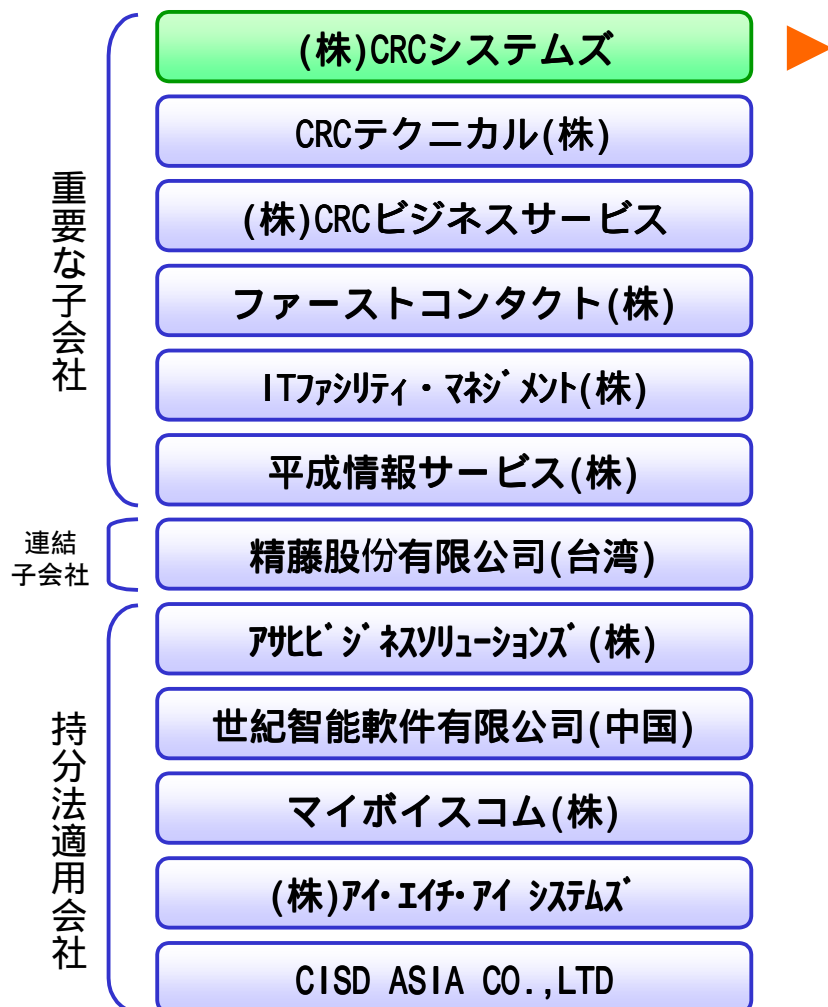 重要な子会社
(株)CRCシステムズ
CRCテクニカル(株)
(株)CRCビジネスサービス
ファーストコンタクト(株)
ITﾌｧｼﾘﾃｨ・ﾏﾈｼﾞﾒﾝﾄ(株)
平成情報サービス(株)
連結
子会社
精藤股份有限公司(台湾)
持分法適用会社
ｱｻﾋﾋﾞｼﾞﾈｽｿﾘｭｰｼｮﾝｽﾞ(株)
世紀智能軟件有限公司(中国)
マイボイスコム(株)
(株)ｱｲ･ｴｲﾁ･ｱｲ ｼｽﾃﾑｽﾞ
CISD ASIA CO.,LTD